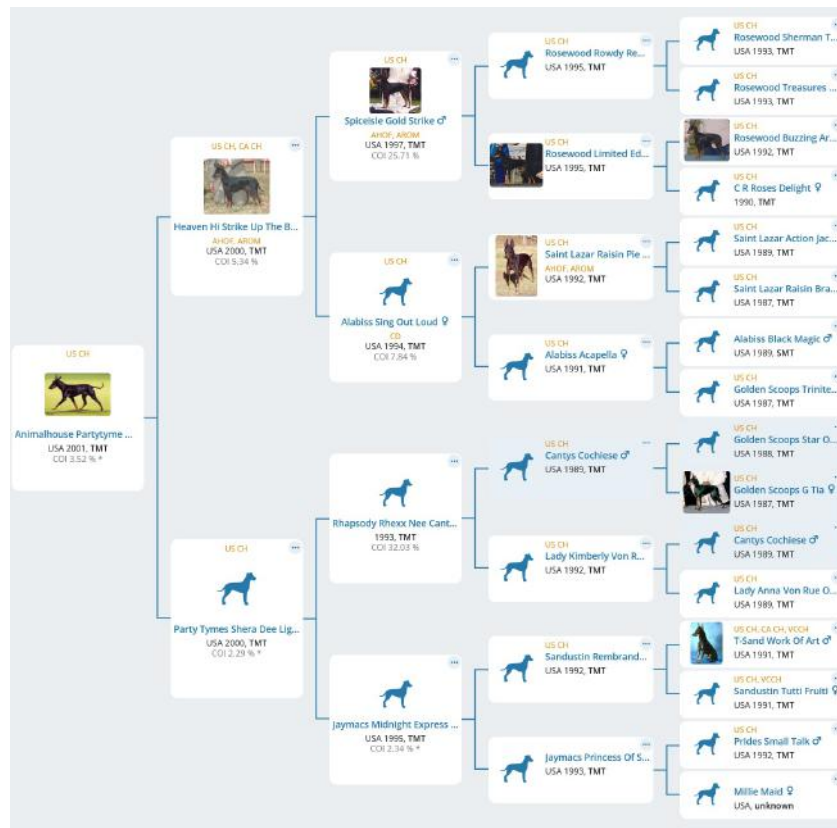 US CH
Animalhouse Partytyme ...
USA 2001, TMT
COI 3.52 % *
US CH, CA CH
Heaven Hi Strike Up The B...
AHOF, AROM
USA 2000, TMT
COI 5.34 %
US CH
Party Tymes Shera Dee Lig...
USA 2000, TMT
COI 2.29 % *
US CH
Spiceisle Gold Strike ♂
AHOF, AROM
USA 1997, TMT
COI 25.71 %
US CH
Alabiss Sing Out Loud ♀
CD
USA 1994, TMT
COI 7.84 %
Rhapsody Rhexx Nee Cant...
1993, TMT
COI 32.03 %
Jaymacs Midnight Express ...
USA 1995, TMT
COI 2.34 % *
US CH
Rosewood Rowdy Re...
USA 1995, TMT
US CH
Rosewood Limited Ed...
USA 1995, TMT
US CH
Saint Lazar Raisin Pie ...
AHOF, AROM
USA 1992, TMT
US CH
Alabiss Acapella ♀
USA 1991, TMT
US CH
Cantys Cochiese ♂
USA 1989, TMT
US CH
Lady Kimberly Von R...
USA 1992, TMT
US CH
Sandustin Rembrand...
USA 1992, TMT
Jaymacs Princess Of S...
USA 1993, TMT
US CH
Rosewood Sherman T...
USA 1993, TMT
US CH
Rosewood Treasures ...
USA 1993, TMT
US CH
Rosewood Buzzing Ar...
USA 1992, TMT
US CH
C R Roses Delight ♀
1990, TMT
US CH
Saint Lazar Action Jac...
USA 1989, TMT
US CH
Saint Lazar Raisin Bra...
USA 1987, TMT
Alabiss Black Magic ♂
USA 1989, SMT
US CH
Golden Scoops Trinite...
USA 1987, TMT
US CH
Golden Scoops Star O...
USA 1988, TMT
US CH
Golden Scoops G Tia ♀
USA 1987, TMT
US CH
Cantys Cochiese ♂
USA 1989, TMT
US CH
Lady Anna Von Rue O...
USA 1989, TMT
US CH, CA CH, VCCH
T-Sand Work Of Art ♂
USA 1991, TMT
US CH, VCCH
Sandustin Tutti Fruiti ♀
USA 1991, TMT
US CH
Prides Small Talk ♂
USA 1992, TMT
Millie Maid ♀
USA, unknown